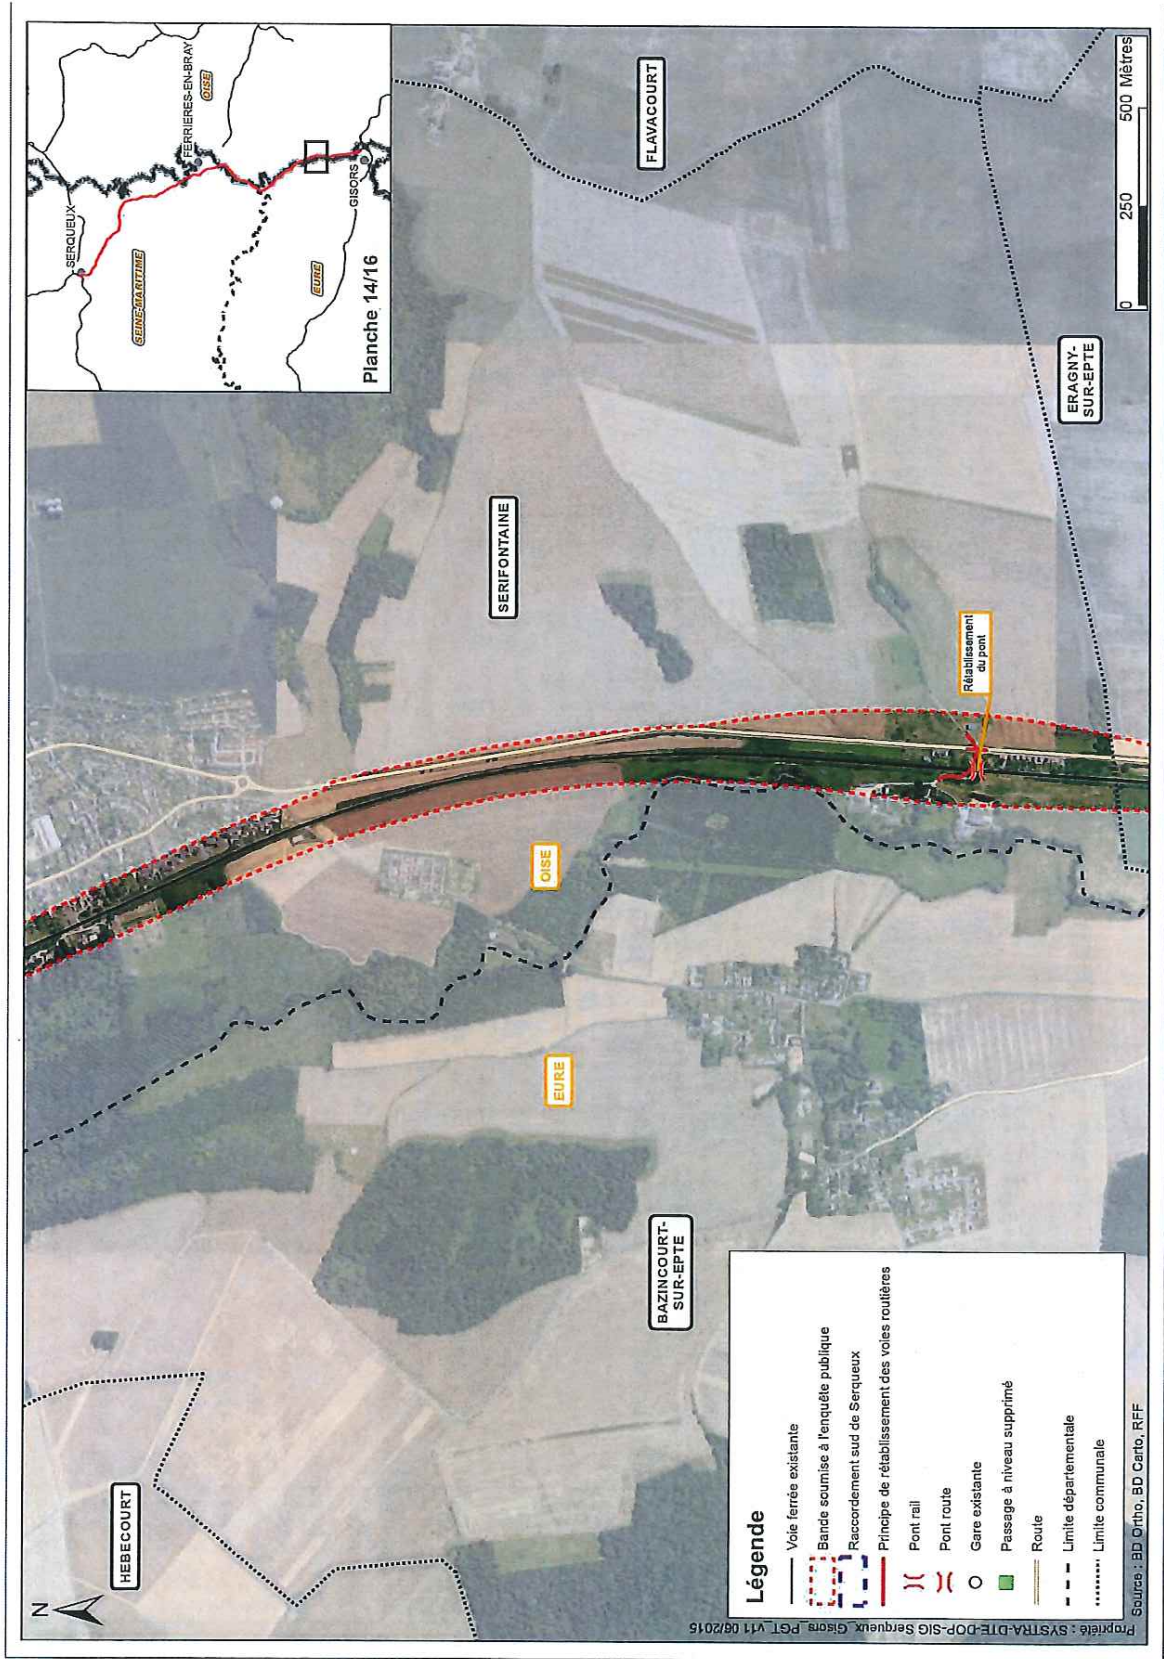 N
HEBECOURT
BAZINCOURT-
SUR-EPTE
EURE
OISE
SERIFONTAINE
FLAVACOURT
ERAGNY-
SUR-EPTE
Rétablissement
du pont
SERQUEUX
FERRIERES-EN-BRAY
OISE
SEINE-MARITIME
EURE
GISORS
Planche 14/16
0 250 500 Mètres
Légende
Voie ferrée existante
Bande soumise à l'enquête publique
Raccordement sud de Serqueux
Principe de rétablissement des voies routières
Pont rail
Pont route
Gare existante
Passage à niveau supprimé
Route
Limite départementale
Limite communale
Source : BD Ortho, BD Carto, RFF
Propriété : SYSTRA-DTE-DOP-SIG Serqueux_Gisors_PGT_v11 06/2015